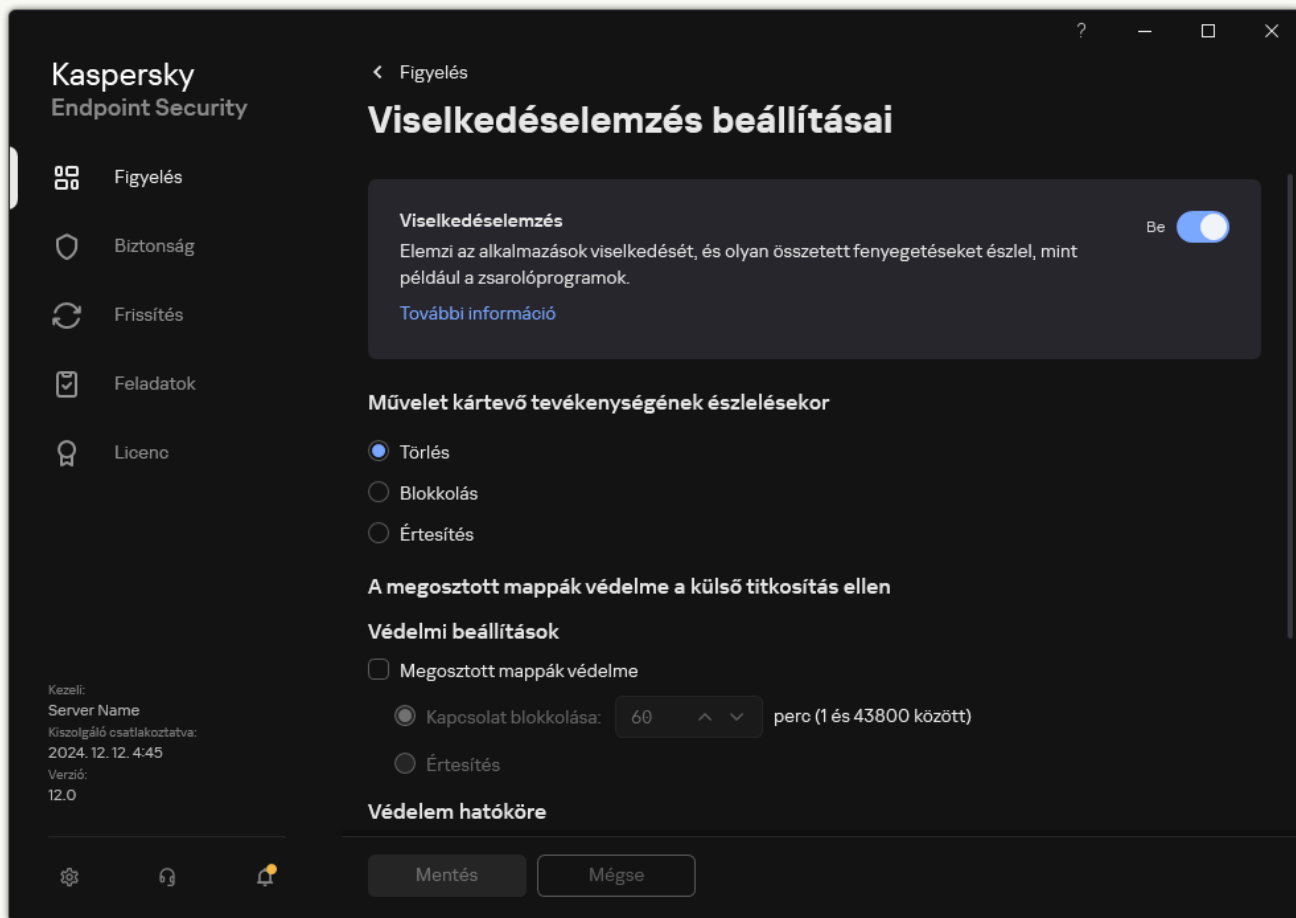 ?
Kaspersky
Endpoint Security
Figyelés
Biztonság
Frissítés
Feladatok
Licenc
Kezeli:
Server Name
Kiszolgáló csatlakoztatva:
2024. 12. 12. 4:45
Verzió:
12.0
Figyelés
Viselkedéselemzés beállításai
Viselkedéselemzés
Be
Elemzi az alkalmazások viselkedését, és olyan összetett fenyegetéseket észlel, mint
például a zsarolóprogramok.
További információ
Művelet kártevő tevékenységének észlelésekor
Törlés
Blokkolás
Értesítés
A megosztott mappák védelme a külső titkosítás ellen
Védelmi beállítások
Megosztott mappák védelme
Kapcsolat blokkolása: 60 perc (1 és 43800 között)
Értesítés
Védelem hatóköre
Mentés Mégse